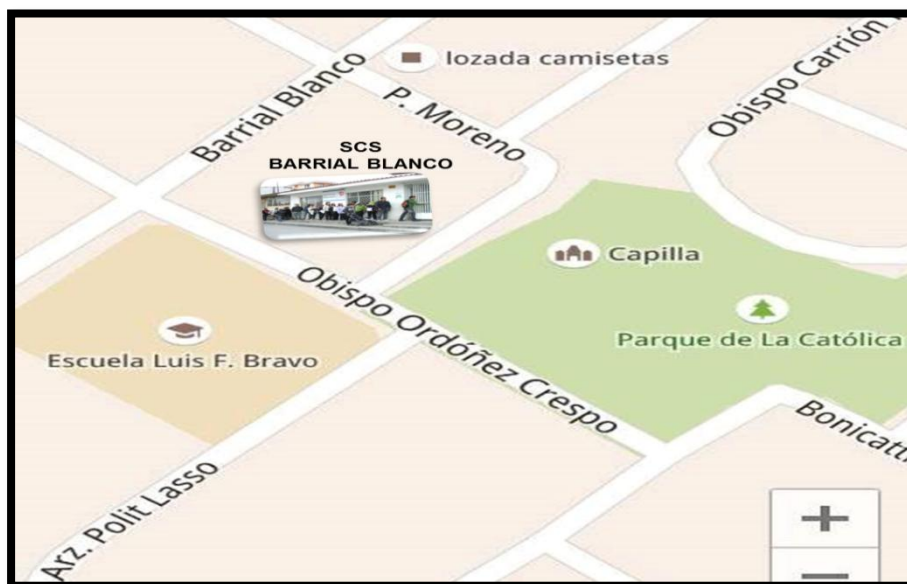 lozada camisetas
Barrial Blanco
P. Moreno
Obispo Carrión
SCS
BARRIAL BLANCO
Capilla
Obispo Ordóñez Crespo
Parque de La Católica
Escuela Luis F. Bravo
Arz. Polit Lasso